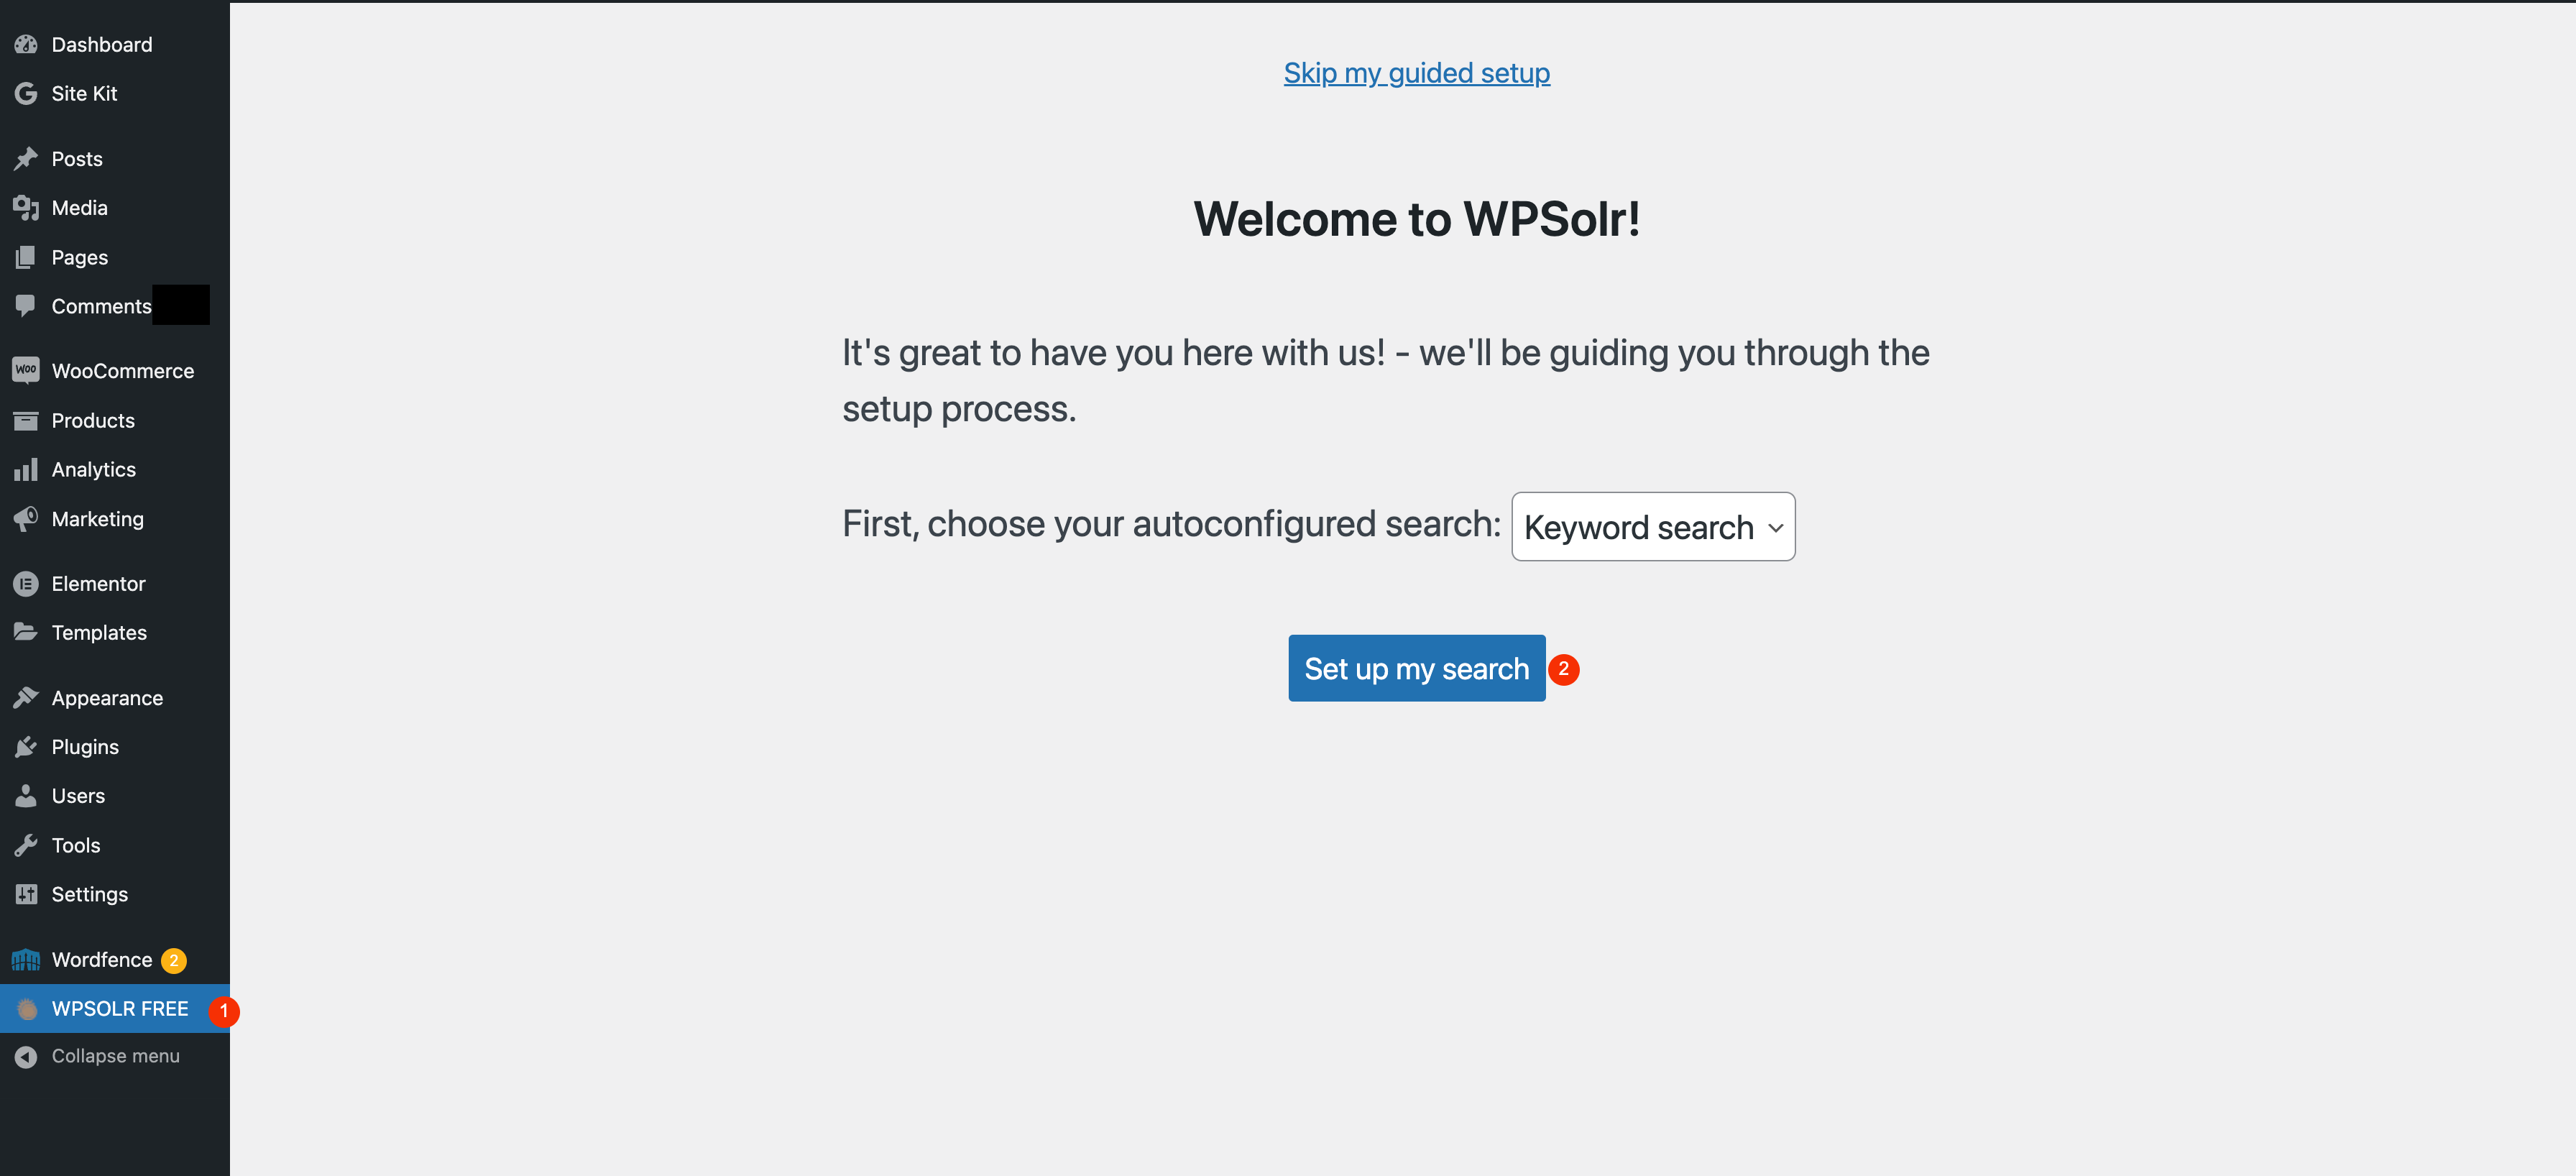 Dashboard
Site Kit
Posts
Media
Pages
Comments
Woo WooCommerce
Products
Analytics
Marketing
Elementor
Templates
Appearance
Plugins
Users
Tools
Settings
Wordfence 2
WPSOLR FREE 1
Collapse menu
Skip my guided setup
Welcome to WPSolr!
It's great to have you here with us! - we'll be guiding you through the
setup process.
First, choose your autoconfigured search: Keyword search
Set up my search 2